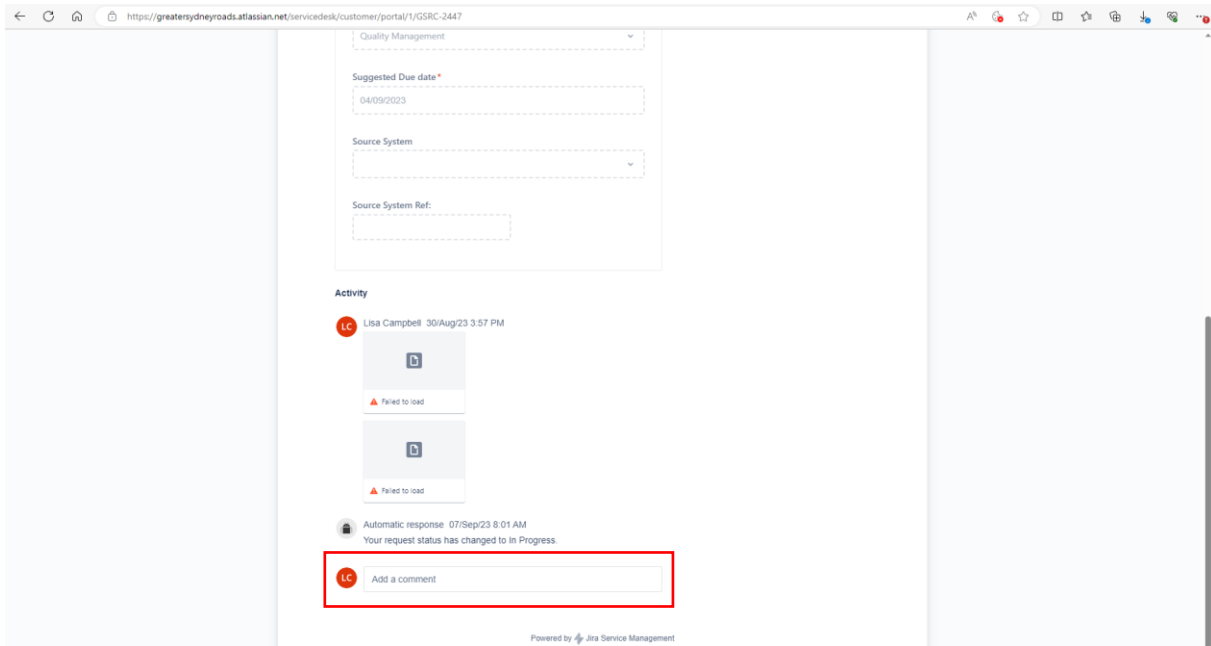 https://greatersydneyroads.atlassian.net/servicedesk/customer/portal/1/GSRC-2447
Quality Management
Suggested Due date*
04/09/2023
Source System
Source System Ref:
Activity
LC Lisa Campbell 30/Aug/23 3:57 PM
Failed to load
Failed to load
Automatic response 07/Sep/23 8:01 AM
Your request status has changed to In Progress.
LC Add a comment
Powered by Jira Service Management